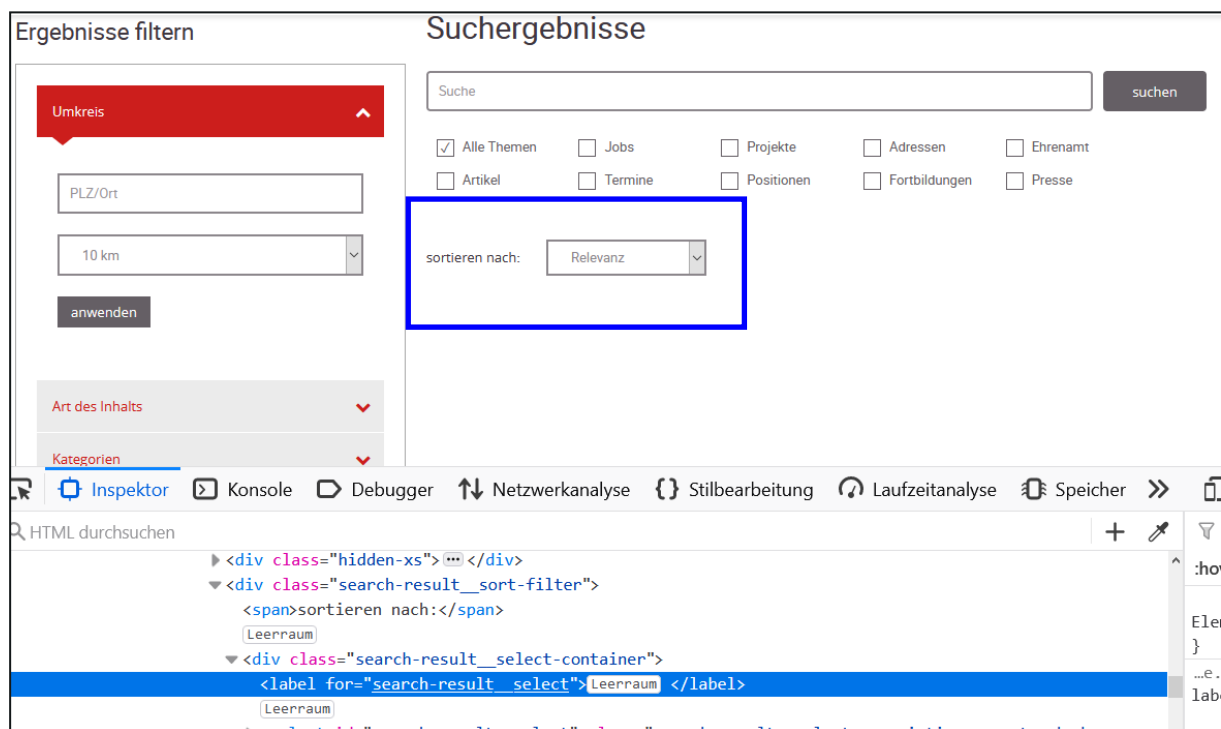 Ergebnisse filtern
Suchergebnisse
Umkreis
PLZ/Ort
10 km
anwenden
Art des Inhalts
Kategorien
Suche
suchen
Alle Themen Jobs Projekte Adressen Ehrenamt
Artikel Termine Positionen Fortbildungen Presse
sortieren nach: Relevanz
Inspektor Konsole Debugger Netzwerkanalyse Stilbearbeitung Laufzeitanalyse Speicher
HTML durchsuchen
<div class="hidden-xs"> ••• </div>
<div class="search-result__sort-filter">
<span>sortieren nach:</span>
Leerraum
<div class="search-result__select-container">
<label for="search-result__select"> Leerraum </label>
Leerraum
:hov
Elem
}
…e.
labe